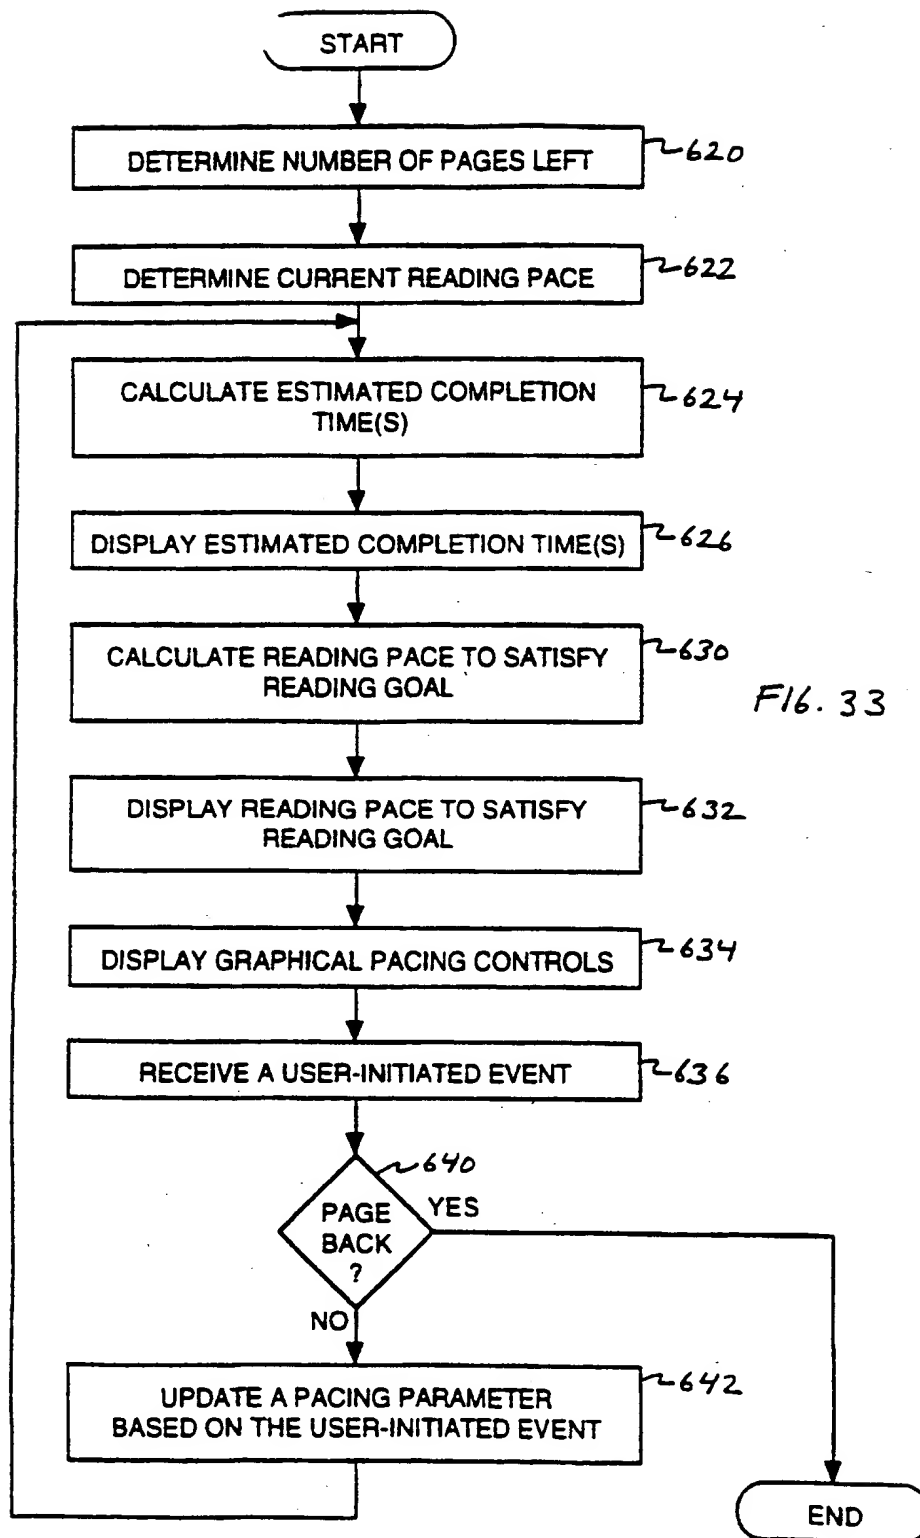 START
DETERMINE NUMBER OF PAGES LEFT
620
DETERMINE CURRENT READING PACE
622
CALCULATE ESTIMATED COMPLETION
TIME(S)
624
DISPLAY ESTIMATED COMPLETION TIME(S)
626
CALCULATE READING PACE TO SATISFY
READING GOAL
630
FIG. 33
DISPLAY READING PACE TO SATISFY
READING GOAL
632
DISPLAY GRAPHICAL PACING CONTROLS
634
RECEIVE A USER-INITIATED EVENT
636
640
PAGE
BACK
?
YES
NO
UPDATE A PACING PARAMETER
BASED ON THE USER-INITIATED EVENT
642
END